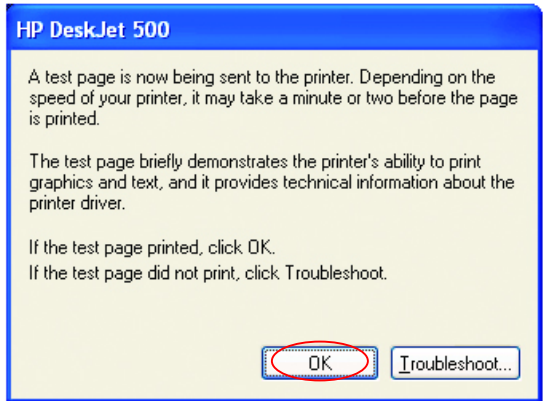 HP DeskJet 500
A test page is now being sent to the printer. Depending on the
speed of your printer, it may take a minute or two before the page
is printed.
The test page briefly demonstrates the printer's ability to print
graphics and text, and it provides technical information about the
printer driver.
If the test page printed, click OK.
If the test page did not print, click Troubleshoot.
OK Troubleshoot...